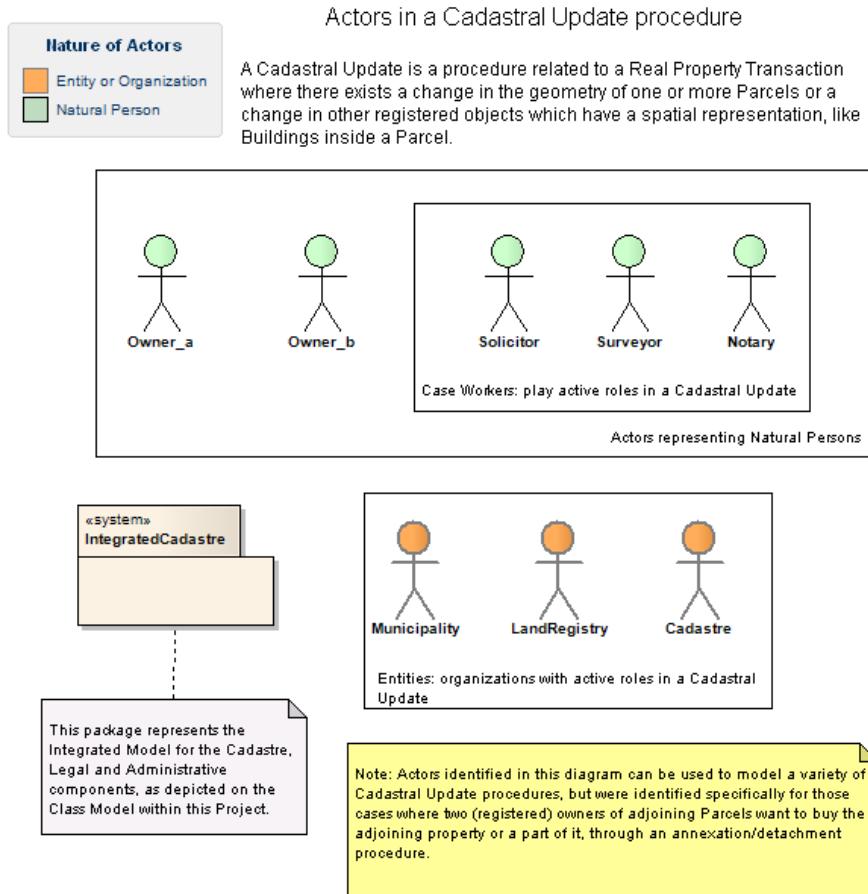 Actors in a Cadastral Update procedure
Nature of Actors
Entity or Organization
Natural Person
A Cadastral Update is a procedure related to a Real Property Transaction
where there exists a change in the geometry of one or more Parcels or a
change in other registered objects which have a spatial representation, like
Buildings inside a Parcel.
Owner_a
Owner_b
Solicitor
Surveyor
Notary
Case Workers: play active roles in a Cadastral Update
Actors representing Natural Persons
«system»
IntegratedCadastre
Municipality
LandRegistry
Cadastre
Entities: organizations with active roles in a Cadastral
Update
This package represents the
Integrated Model for the Cadastre,
Legal and Administrative
components, as depicted on the
Class Model within this Project.
Note: Actors identified in this diagram can be used to model a variety of
Cadastral Update procedures, but were identified specifically for those
cases where two (registered) owners of adjoining Parcels want to buy the
adjoining property or a part of it, through an annexation/detachment
procedure.